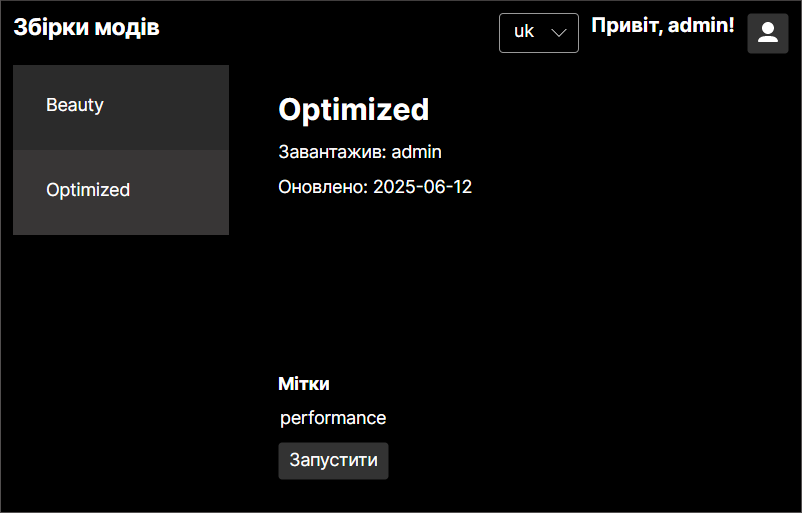 Збірки модів
uk
Привіт, admin!
Beauty
Optimized
Optimized
Завантажив: admin
Оновлено: 2025-06-12
Мітки
performance
Запустити